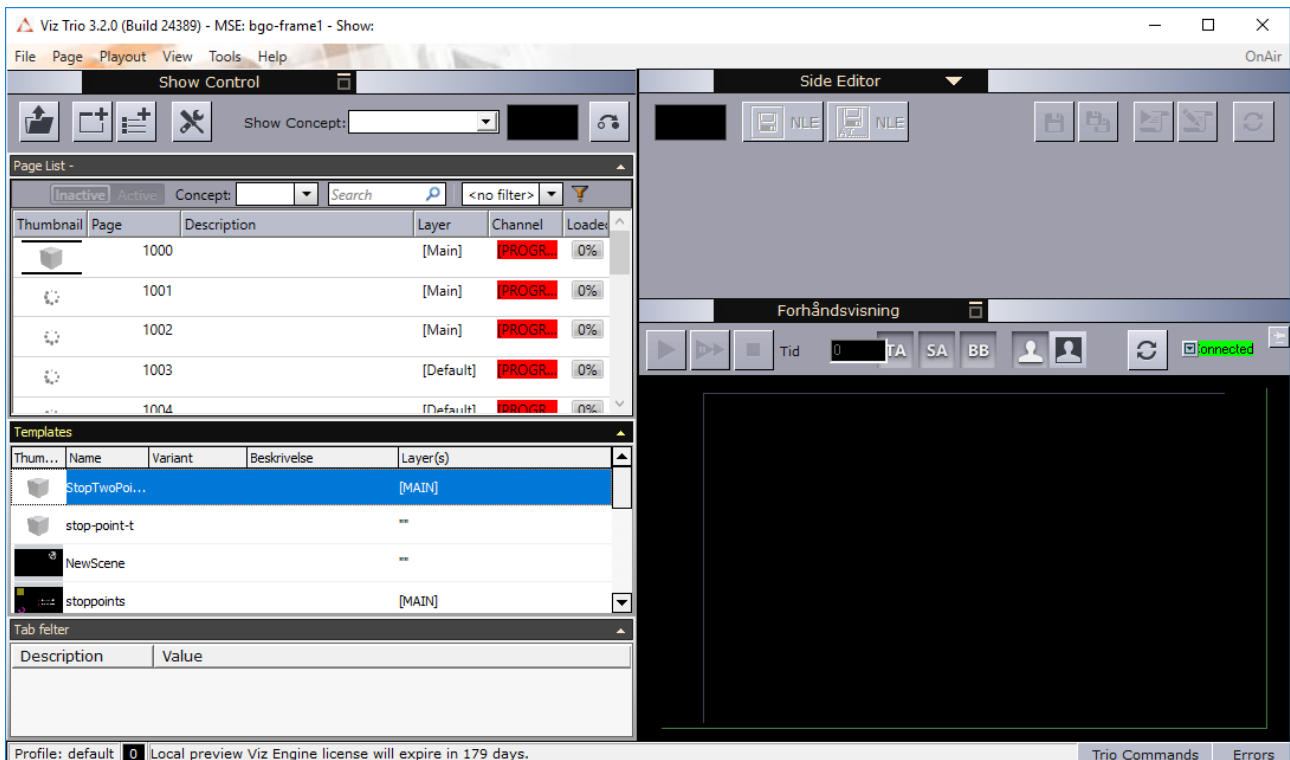 Viz Trio 3.2.0 (Build 24389) - MSE: bgo-frame1 - Show:
File Page Playout View Tools Help OnAir
Show Control
Show Concept:
Page List -
Inactive Active Concept: Search <no filter>
Thumbnail Page Description Layer Channel Loaded
1000 [Main] [PROGR... 0%
1001 [Main] [PROGR... 0%
1002 [Main] [PROGR... 0%
1003 [Default] [PROGR... 0%
1004 [Default] [PROGR... 0%
Templates
Thum... Name Variant Beskrivelse Layer(s)
StopTwoPoi... [MAIN]
stop-point-t ""
NewScene ""
stoppoints [MAIN]
Tab felter
Description Value
Side Editor
NLE NLE
Forhåndsvisning
Tid 0 TA SA BB onnected
Profile: default 0 Local preview Viz Engine license will expire in 179 days. Trio Commands Errors